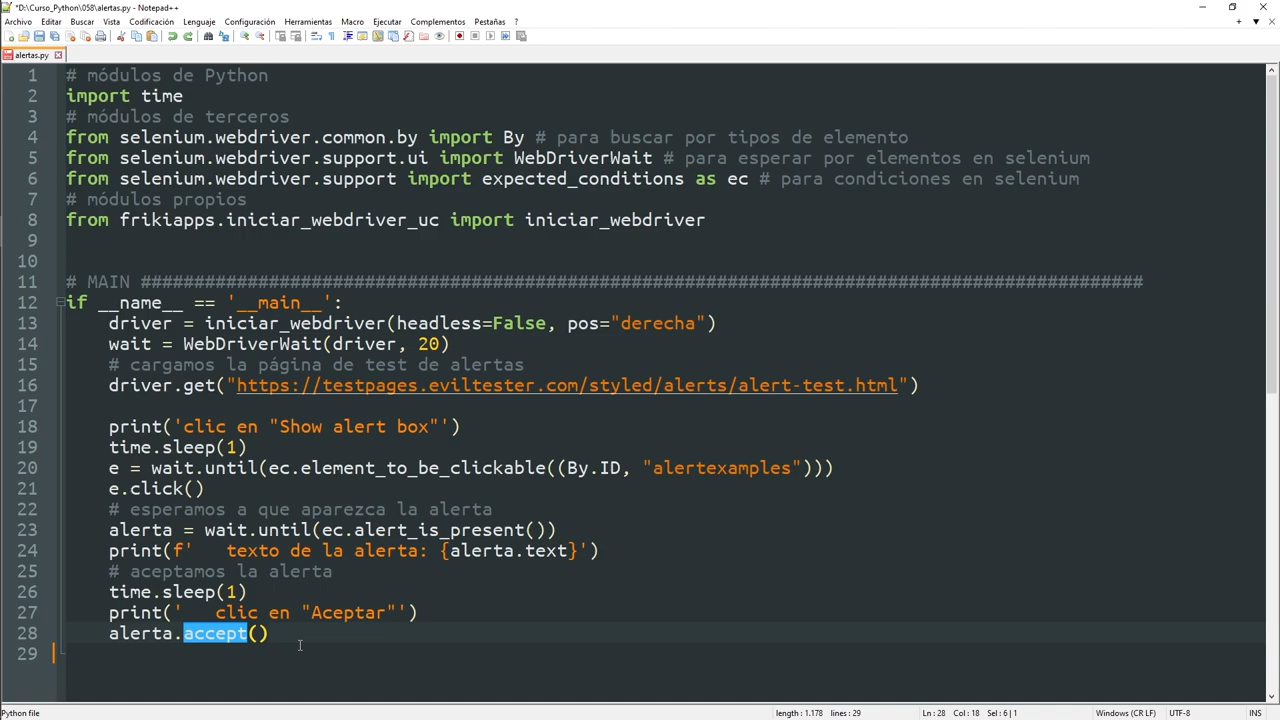 *D:\Curso_Python\058\alertas.py - Notepad++
Archivo Editar Buscar Vista Codificación Lenguaje Configuración Herramientas Macro Ejecutar Complementos Pestañas ?
alertas.py
1 # módulos de Python
2 import time
3 # módulos de terceros
4 from selenium.webdriver.common.by import By # para buscar por tipos de elemento
5 from selenium.webdriver.support.ui import WebDriverWait # para esperar por elementos en selenium
6 from selenium.webdriver.support import expected_conditions as ec # para condiciones en selenium
7 # módulos propios
8 from frikiapps.iniciar_webdriver_uc import iniciar_webdriver
9
10
11 # MAIN ##############################################################################################
12 if __name__ == '__main__':
13     driver = iniciar_webdriver(headless=False, pos="derecha")
14     wait = WebDriverWait(driver, 20)
15     # cargamos la página de test de alertas
16     driver.get("https://testpages.eviltester.com/styled/alerts/alert-test.html")
17
18     print('clic en "Show alert box"')
19     time.sleep(1)
20     e = wait.until(ec.element_to_be_clickable((By.ID, "alertexamples")))
21     e.click()
22     # esperamos a que aparezca la alerta
23     alerta = wait.until(ec.alert_is_present())
24     print(f'   texto de la alerta: {alerta.text}')
25     # aceptamos la alerta
26     time.sleep(1)
27     print('   clic en "Aceptar"')
28     alerta.accept()
29
Python file length : 1.178 lines : 29 Ln : 28 Col : 18 Sel : 6 | 1 Windows (CR LF) UTF-8 INS